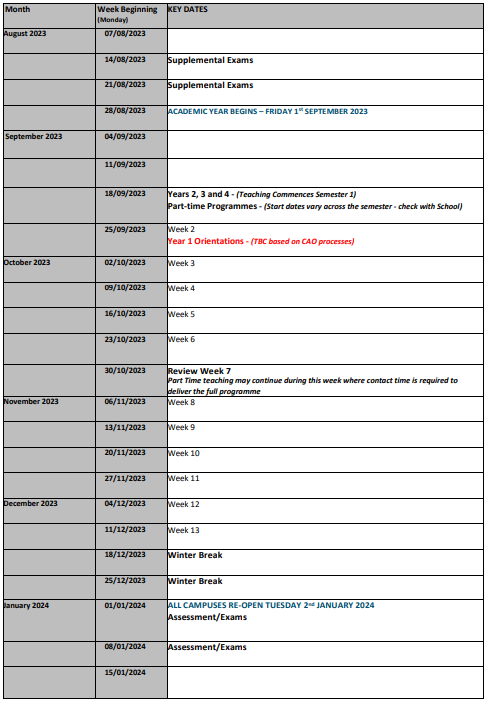 Month Week Beginning KEY DATES
(Monday)
August 2023 07/08/2023
14/08/2023 Supplemental Exams
21/08/2023 Supplemental Exams
28/08/2023 ACADEMIC YEAR BEGINS – FRIDAY 1st SEPTEMBER 2023
September 2023 04/09/2023
11/09/2023
18/09/2023 Years 2, 3 and 4 - (Teaching Commences Semester 1)
Part-time Programmes - (Start dates vary across the semester - check with School)
25/09/2023 Week 2
Year 1 Orientations - (TBC based on CAO processes)
October 2023 02/10/2023 Week 3
09/10/2023 Week 4
16/10/2023 Week 5
23/10/2023 Week 6
30/10/2023 Review Week 7
Part Time teaching may continue during this week where contact time is required to
deliver the full programme
November 2023 06/11/2023 Week 8
13/11/2023 Week 9
20/11/2023 Week 10
27/11/2023 Week 11
December 2023 04/12/2023 Week 12
11/12/2023 Week 13
18/12/2023 Winter Break
25/12/2023 Winter Break
January 2024 01/01/2024 ALL CAMPUSES RE-OPEN TUESDAY 2nd JANUARY 2024
Assessment/Exams
08/01/2024 Assessment/Exams
15/01/2024